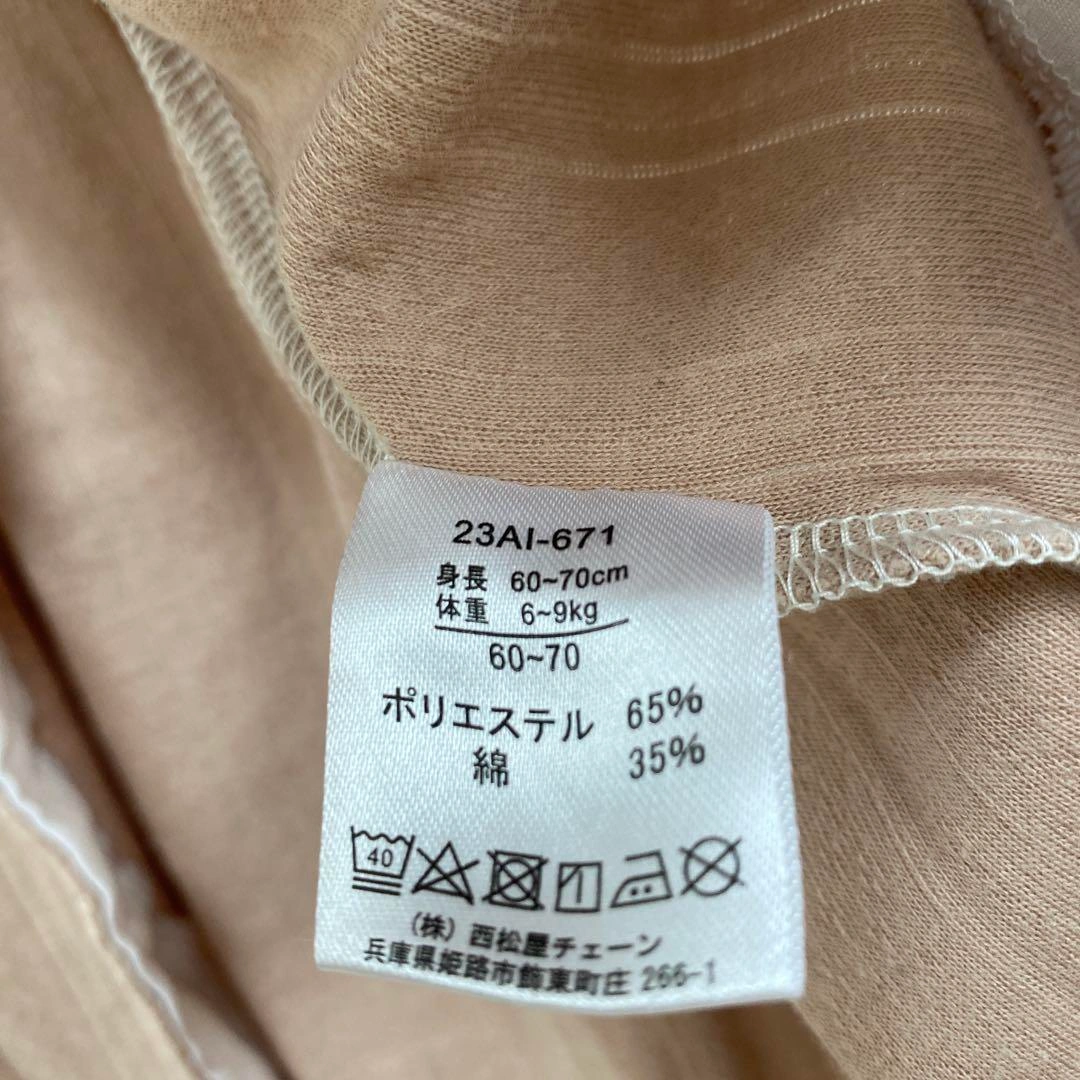 23AI-671
身長 60~70cm
体重 6~9kg
60~70
ポリエステル 65%
綿 35%
40
(株) 西松屋チェーン
兵庫県姫路市飾東町庄 266-1